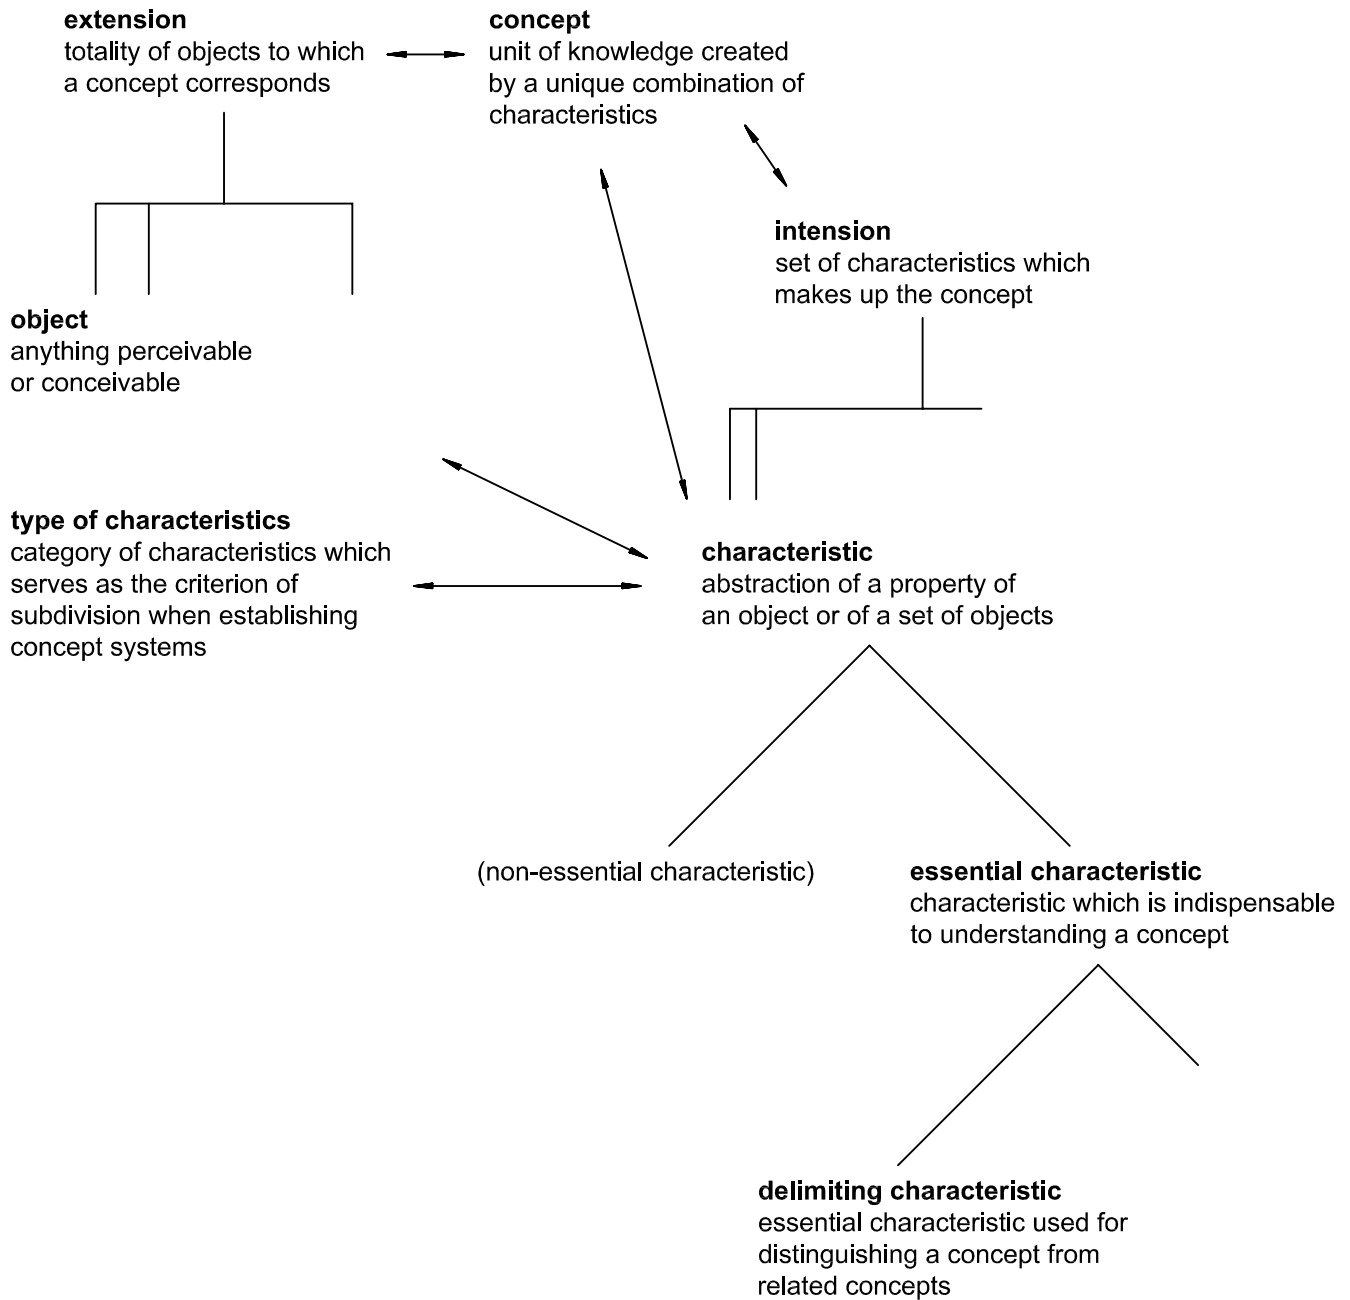 extension
totality of objects to which
a concept corresponds
concept
unit of knowledge created
by a unique combination of
characteristics
intension
set of characteristics which
makes up the concept
object
anything perceivable
or conceivable
type of characteristics
category of characteristics which
serves as the criterion of
subdivision when establishing
concept systems
characteristic
abstraction of a property of
an object or of a set of objects
(non-essential characteristic)
essential characteristic
characteristic which is indispensable
to understanding a concept
delimiting characteristic
essential characteristic used for
distinguishing a concept from
related concepts